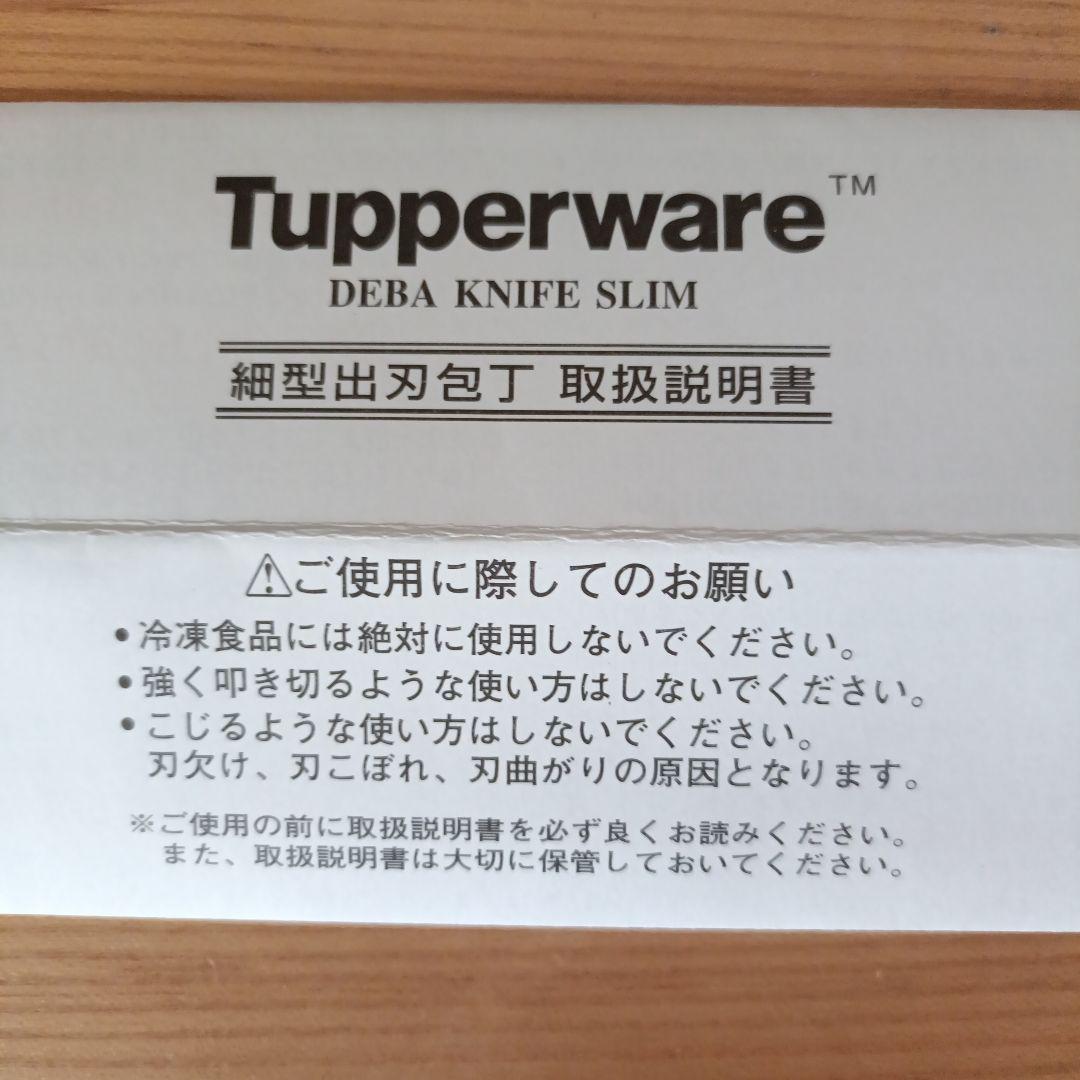 Tupperware™
DEBA KNIFE SLIM
細型出刃包丁 取扱説明書
⚠ご使用に際してのお願い
•冷凍食品には絶対に使用しないでください。
•強く叩き切るような使い方はしないでください。
•こじるような使い方はしないでください。
刃欠け、刃こぼれ、刃曲がりの原因となります。
※ご使用の前に取扱説明書を必ず良くお読みください。
また、取扱説明書は大切に保管しておいてください。